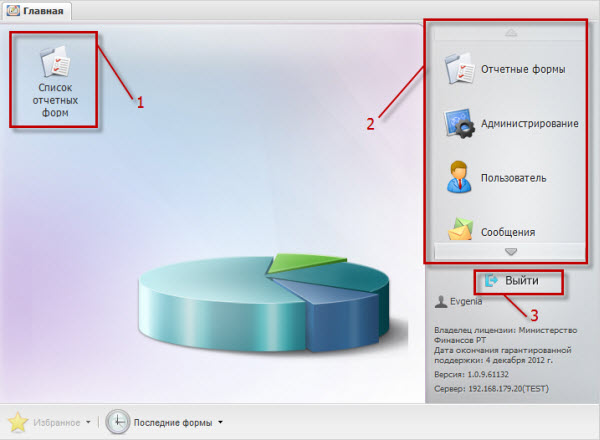 Главная
Список
отчетных
форм
1
2
Отчетные формы
Администрирование
Пользователь
Сообщения
Выйти
3
Evgenia
Владелец лицензии: Министерство
Финансов РТ
Дата окончания гарантированной
поддержки: 4 декабря 2012 г.
Версия: 1.0.9.61132
Сервер: 192.168.179.20(TEST)
Избранное
Последние формы